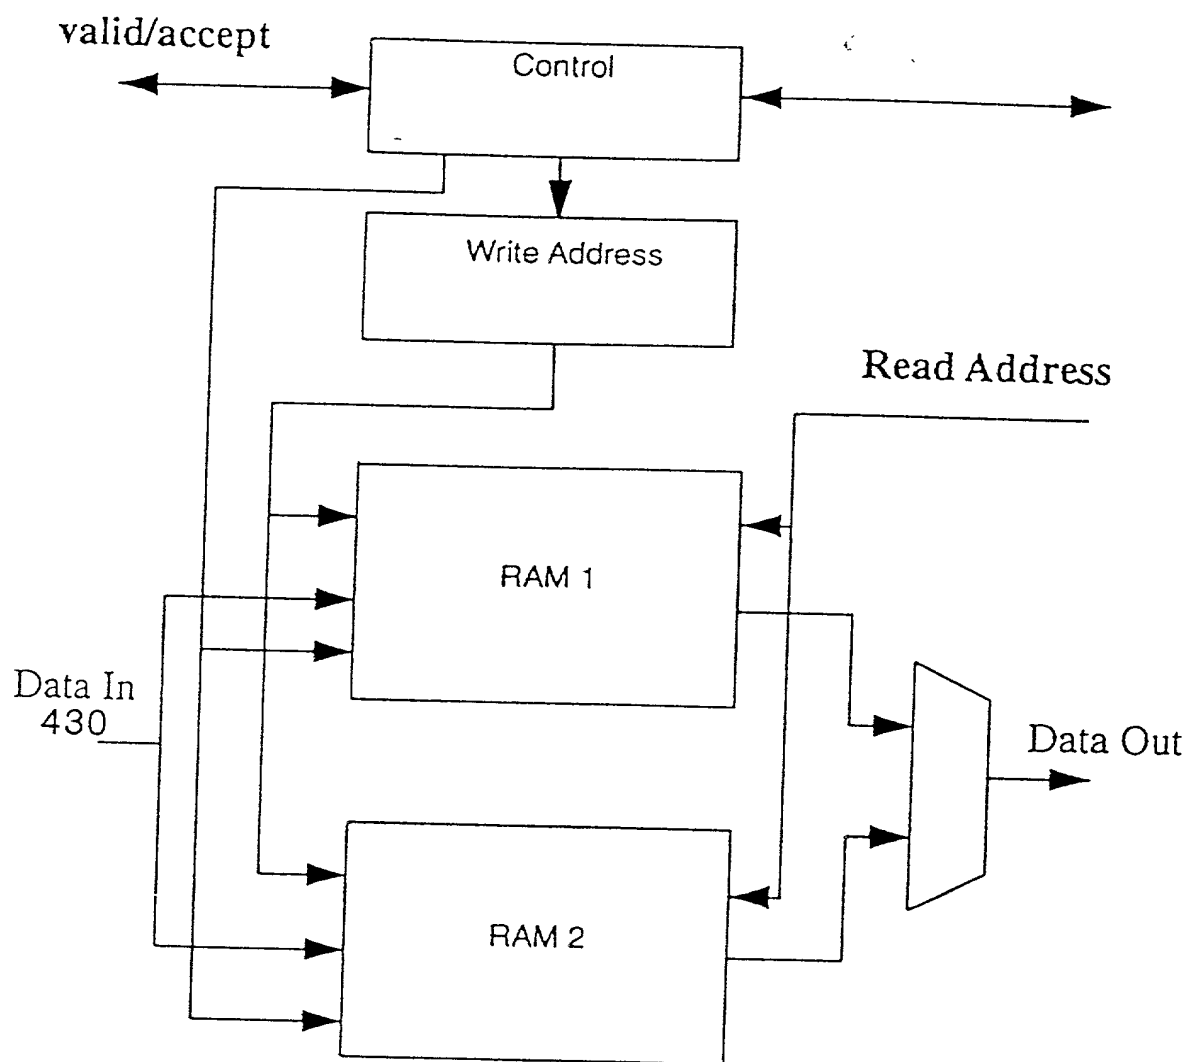 valid/accept
Control
Write Address
Read Address
RAM 1
Data In
430
Data Out
RAM 2